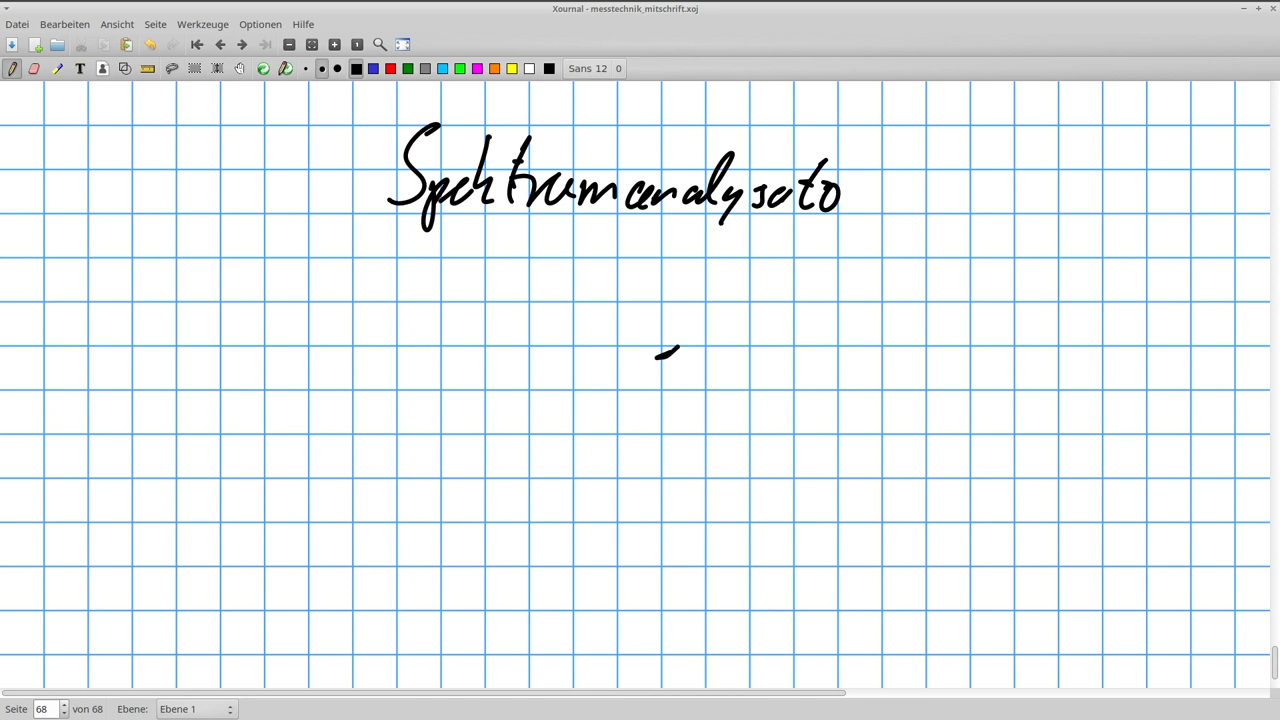 Xournal - messtechnik_mitschrift.xoj
Datei Bearbeiten Ansicht Seite Werkzeuge Optionen Hilfe
Sans 12 0
Spektrumanalysato
Seite 68 von 68 Ebene: Ebene 1